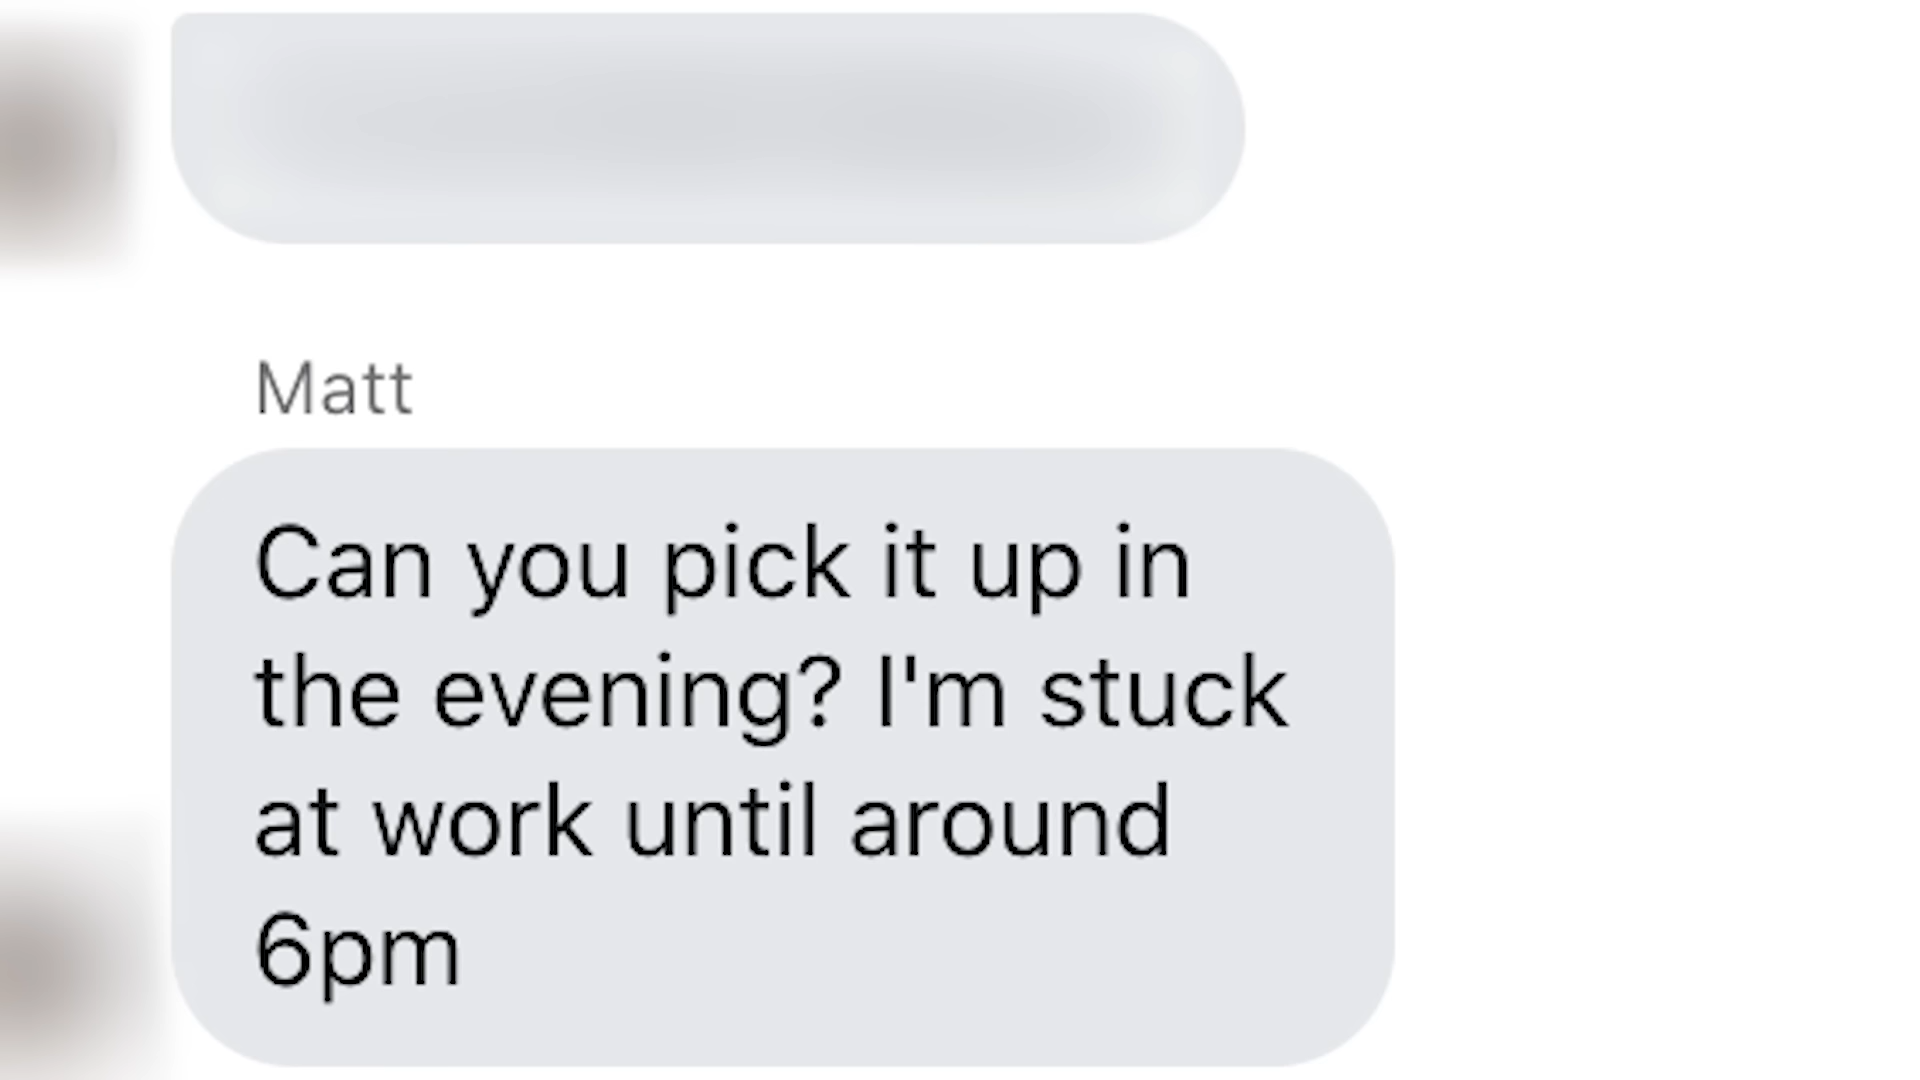 Matt
Can you pick it up in
the evening? I'm stuck
at work until around
6pm